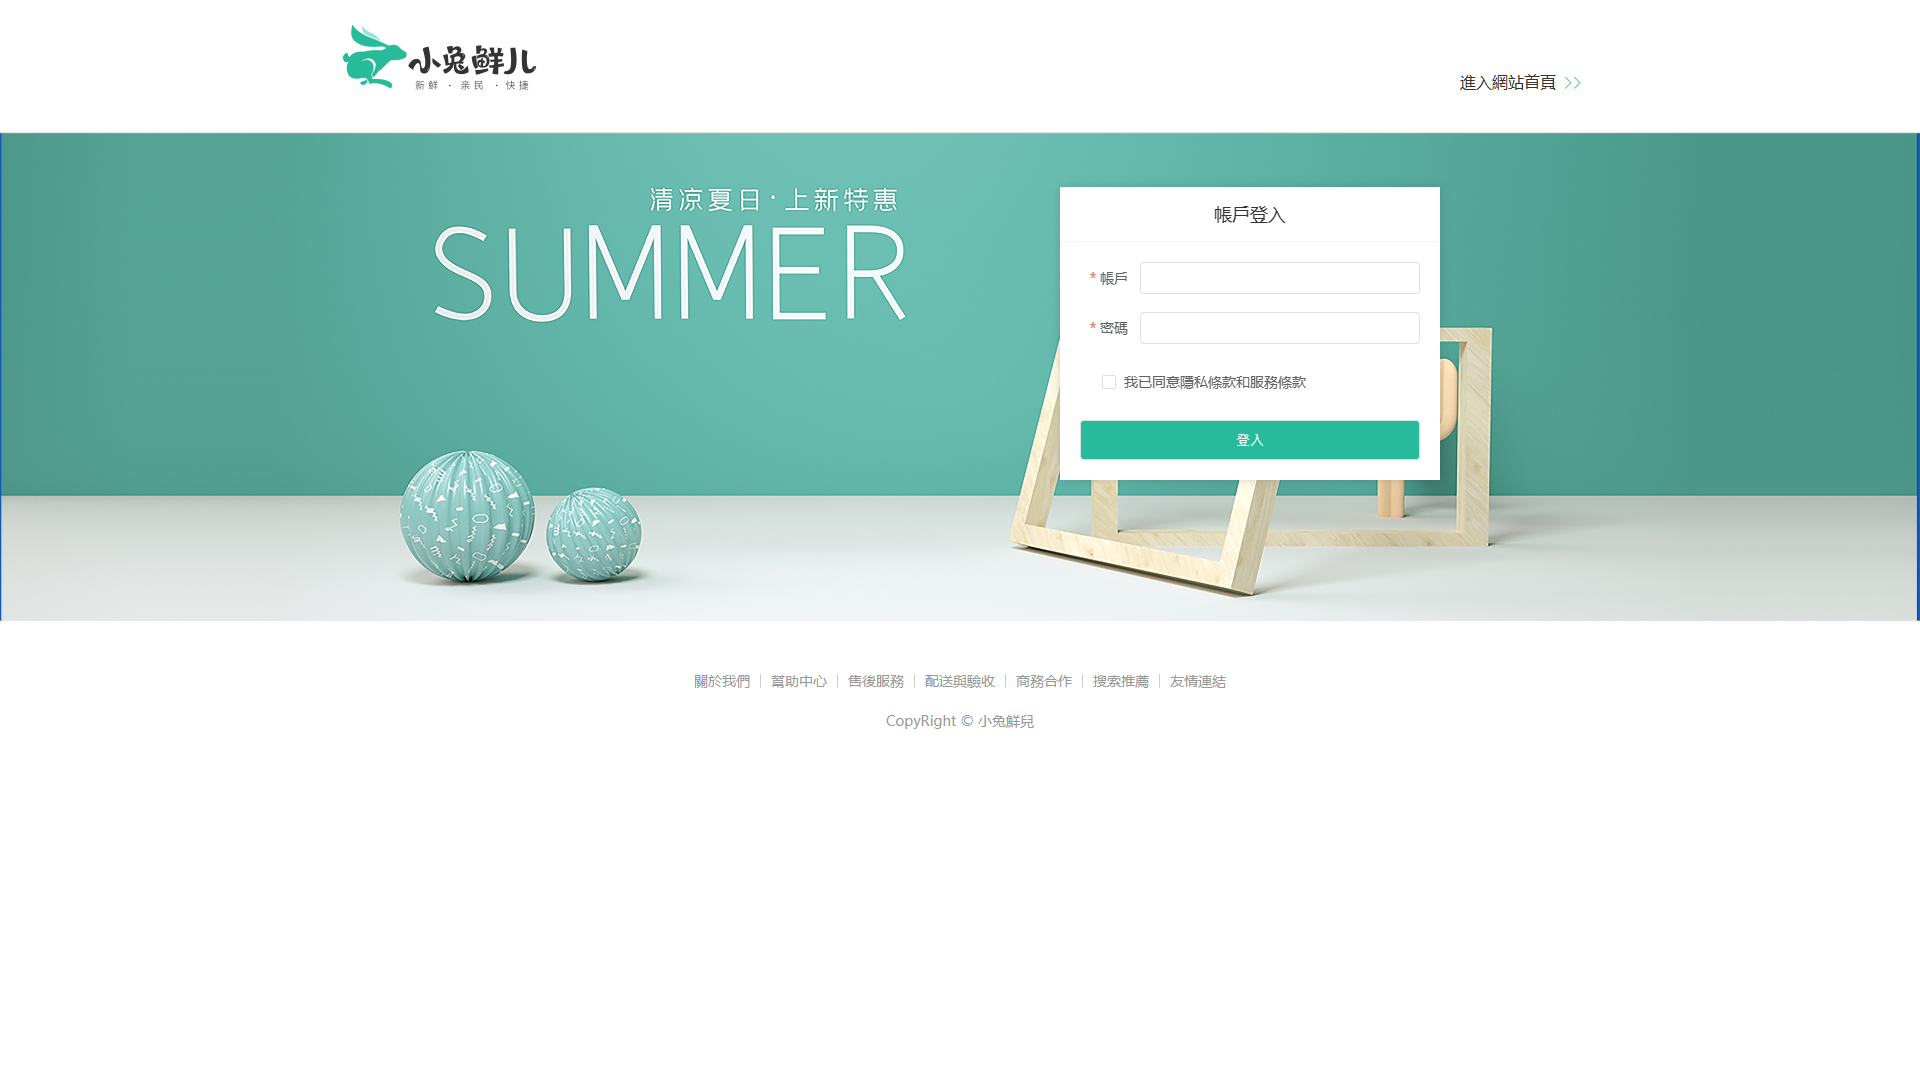 小兔鲜儿
新鲜 · 亲民 · 快捷
進入網站首頁
清凉夏日·上新特惠
SUMMER
帳戶登入
* 帳戶
* 密碼
我已同意隱私條款和服務條款
登入
關於我們 幫助中心 售後服務 配送與驗收 商務合作 搜索推薦 友情連結
CopyRight © 小兔鮮兒